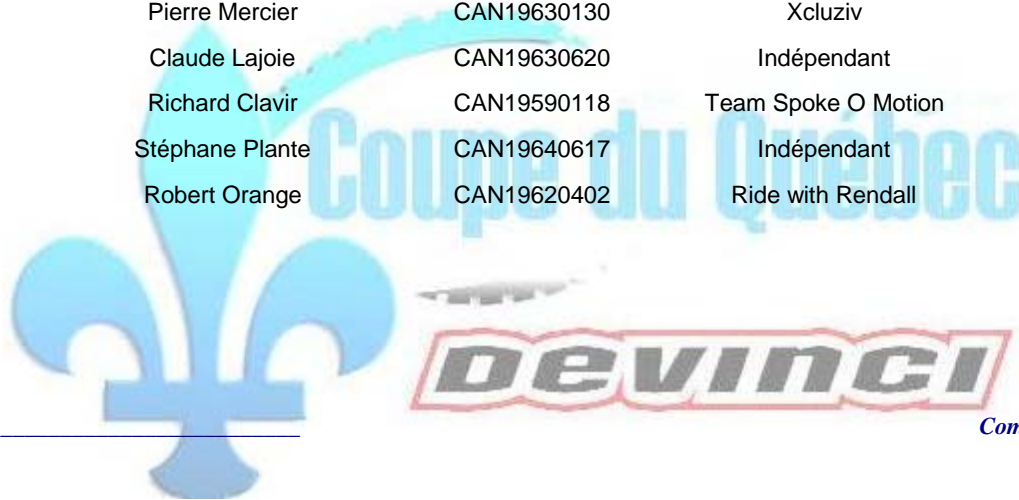 Pierre Mercier CAN19630130 Xcluziv
Claude Lajoie CAN19630620 Indépendant
Richard Clavir CAN19590118 Team Spoke O Motion
Stéphane Plante CAN19640617 Indépendant
Robert Orange CAN19620402 Ride with Rendall
Coupe du Québec
DEVINCI
Com